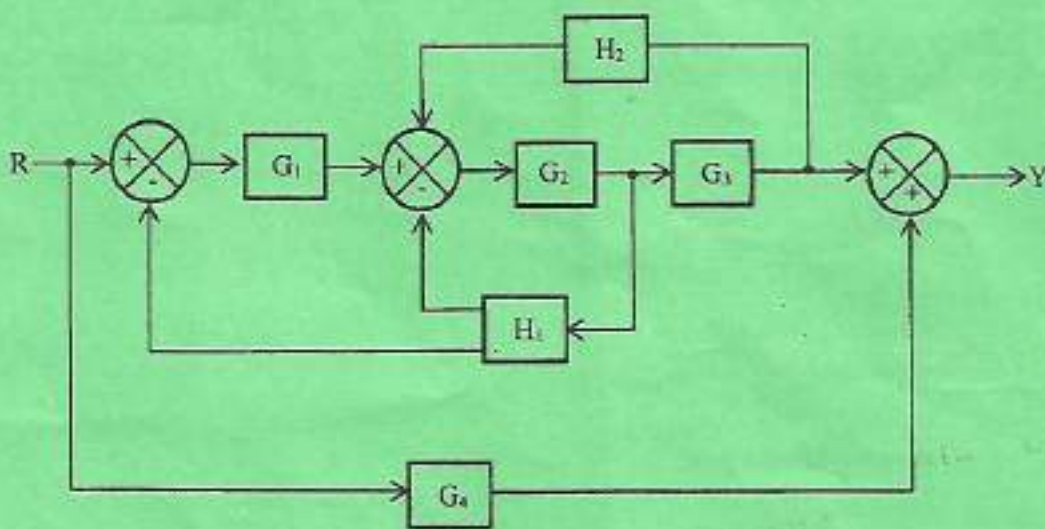 H₂
R
+
-
G₁
+
-
G₂
G₃
+
+
Y
H₁
G₄